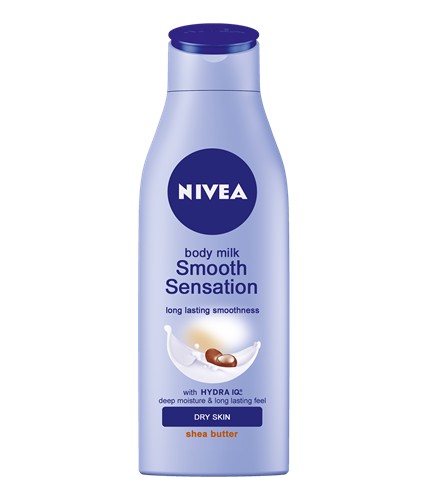 NIVEA
body milk
Smooth
Sensation
long lasting smoothness
with HYDRA IQ™
deep moisture & long lasting feel
DRY SKIN
shea butter